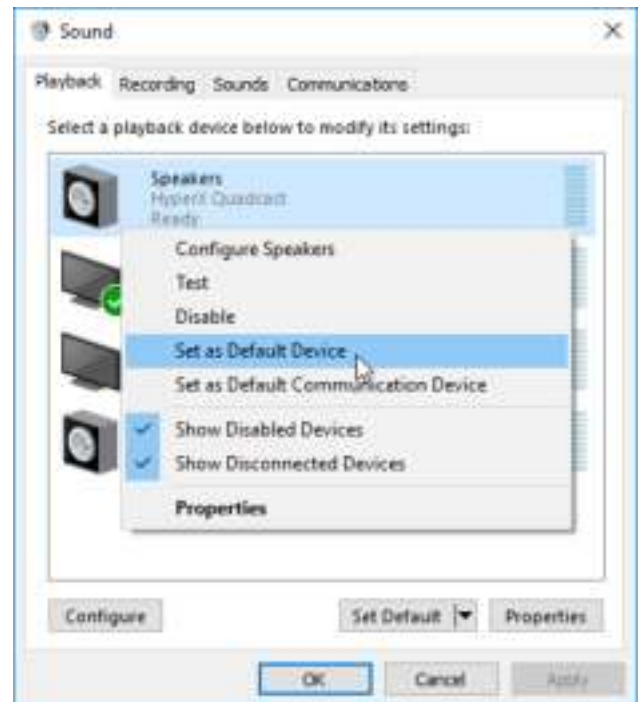 Sound
Playback Recording Sounds Communications
Select a playback device below to modify its settings:
Speakers
HyperX Quadcast
Ready
Configure Speakers
Test
Disable
Set as Default Device
Set as Default Communication Device
Show Disabled Devices
Show Disconnected Devices
Properties
Configure Set Default Properties
OK Cancel Apply